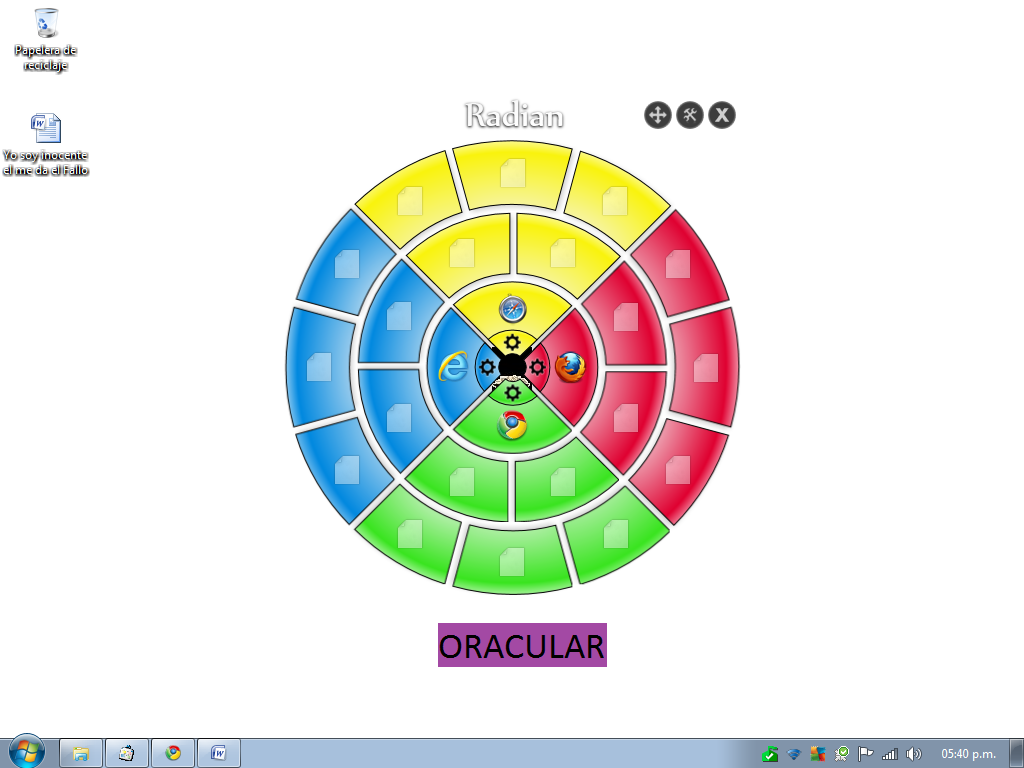 Papelera de
reciclaje
Yo soy inocente
el me da el Fallo
Radian
ORACULAR
05:40 p.m.